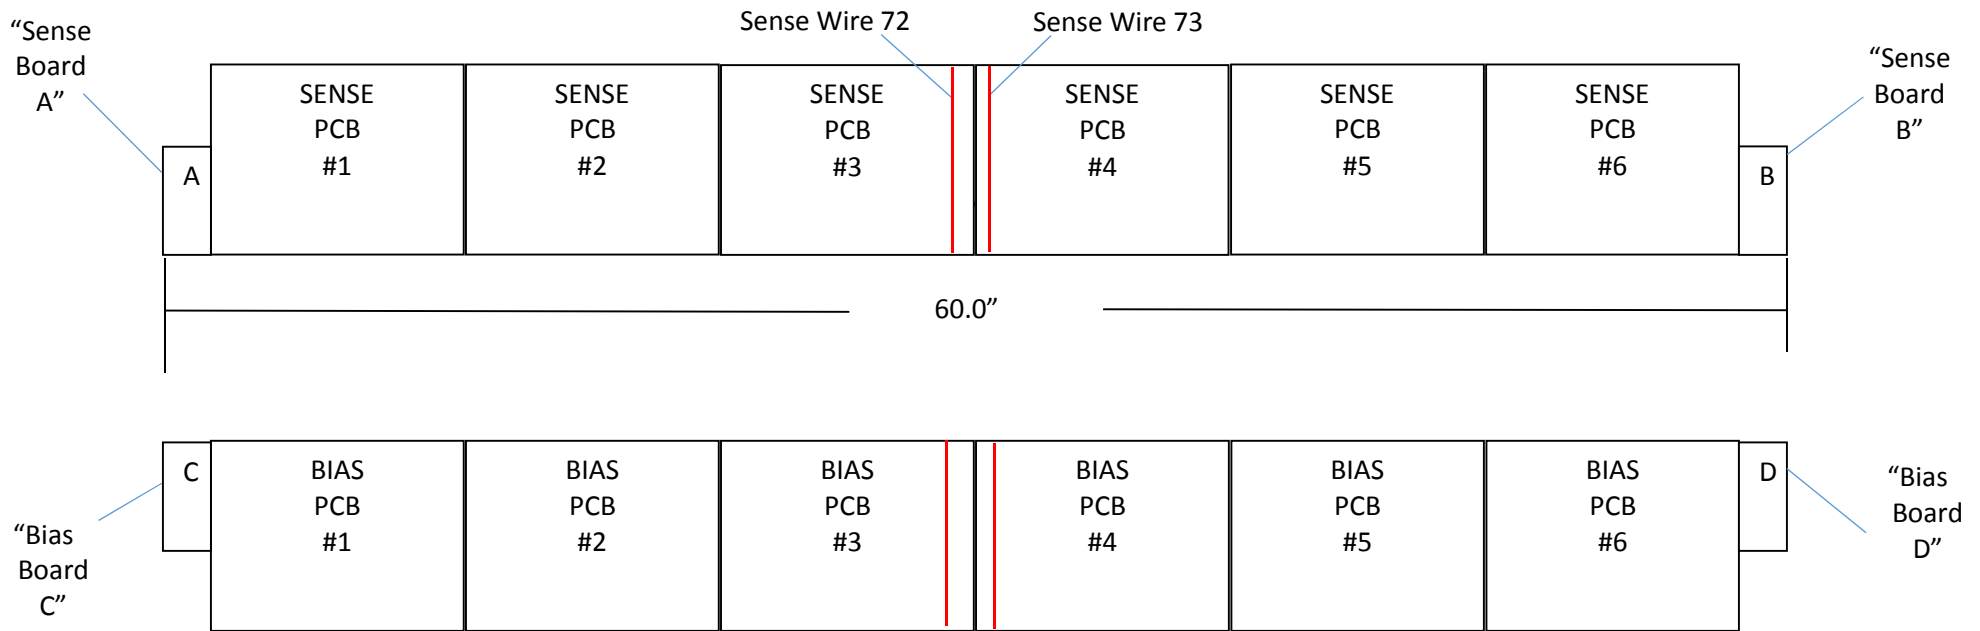 Sense Wire 72
Sense Wire 73
“Sense
Board
A”
“Sense
Board
B”
A
SENSE
PCB
#1
SENSE
PCB
#2
SENSE
PCB
#3
SENSE
PCB
#4
SENSE
PCB
#5
SENSE
PCB
#6
B
60.0”
C
BIAS
PCB
#1
BIAS
PCB
#2
BIAS
PCB
#3
BIAS
PCB
#4
BIAS
PCB
#5
BIAS
PCB
#6
D
“Bias
Board
C”
“Bias
Board
D”